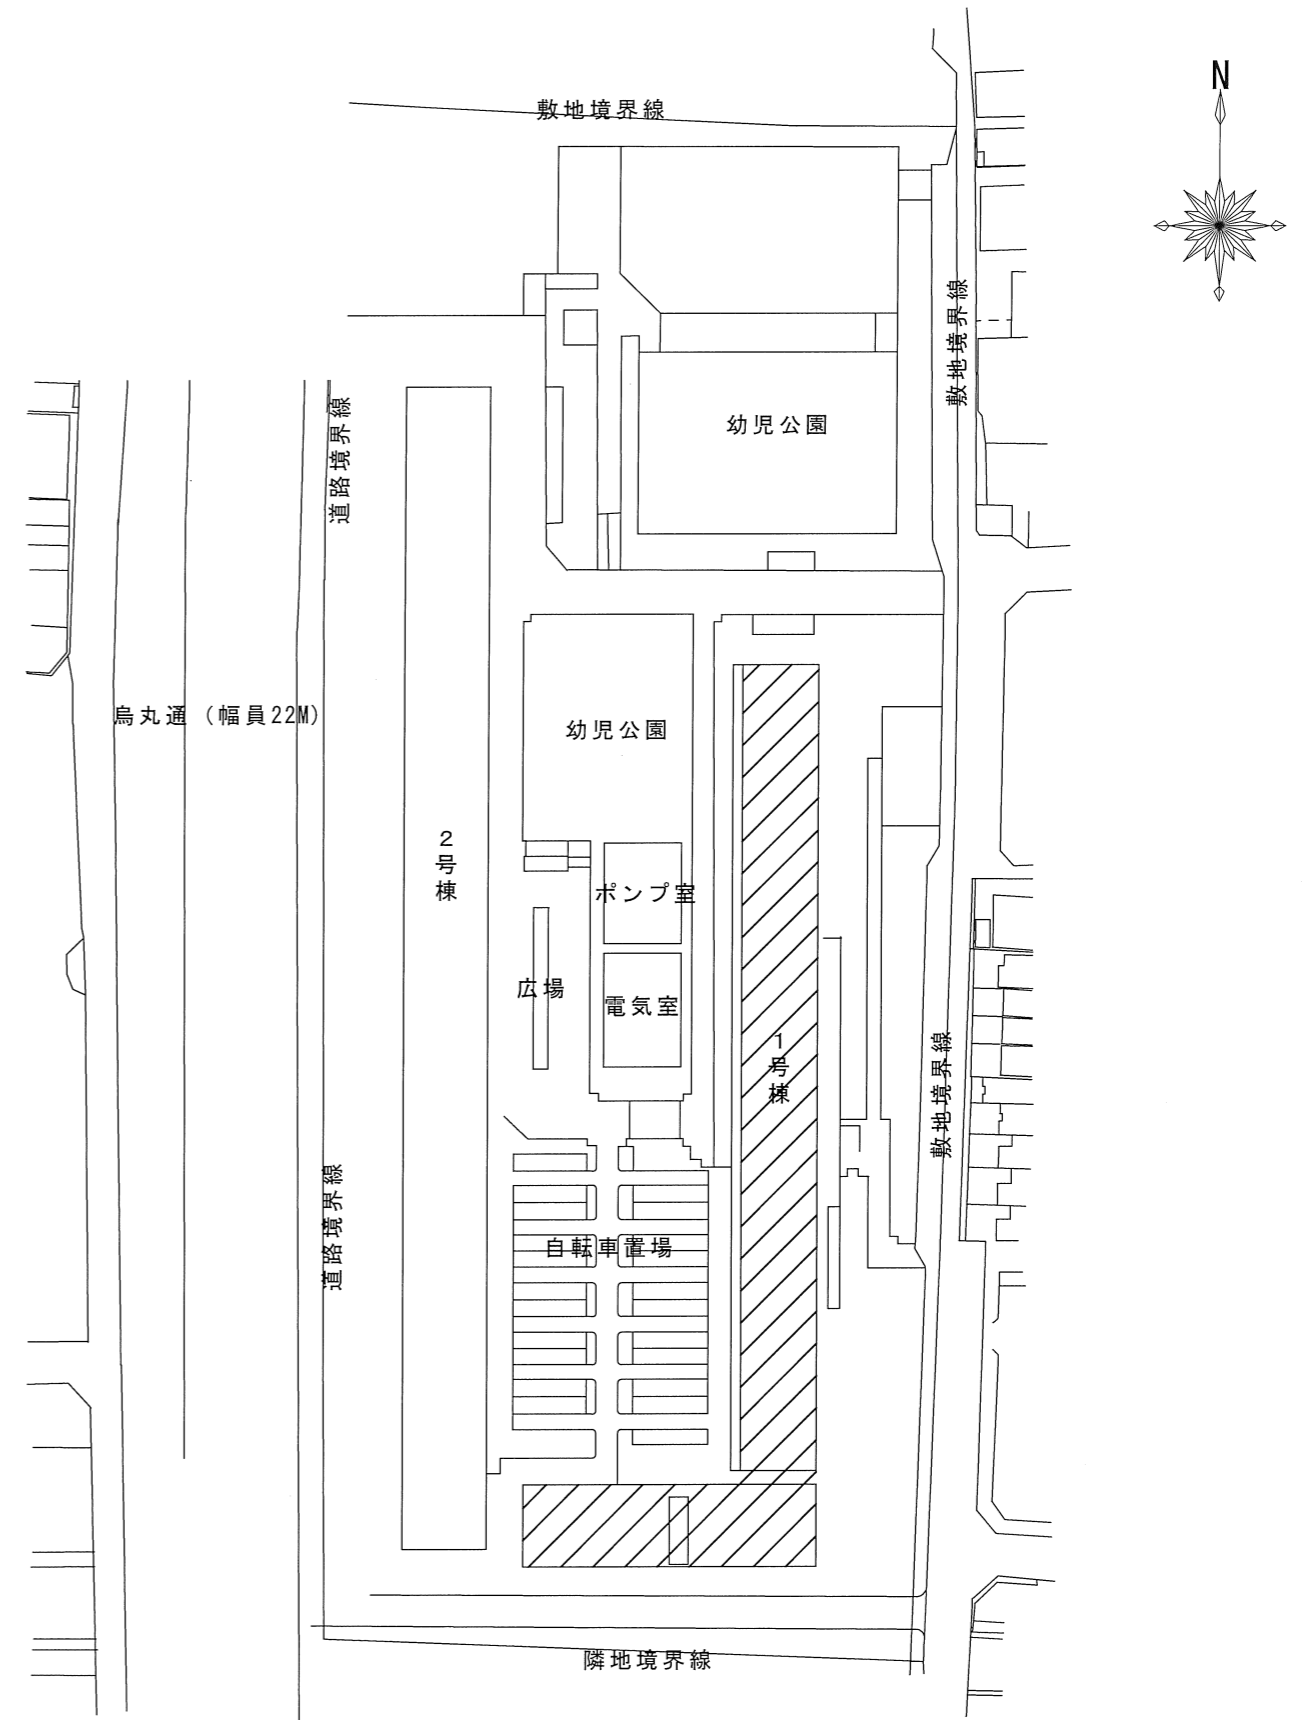 N
敷地境界線
敷地境界線
道路境界線
幼児公園
烏丸通（幅員22M）
幼児公園
2号棟
ポンプ室
広場
電気室
1号棟
敷地境界線
道路境界線
自転車置場
隣地境界線